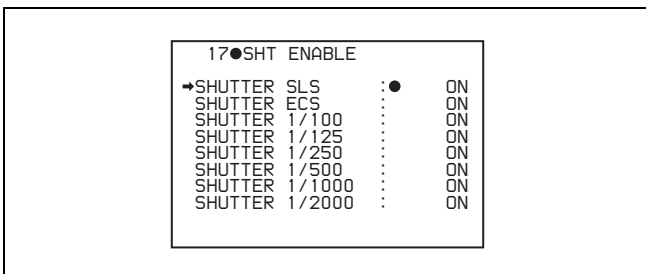 17●SHT ENABLE
➡SHUTTER SLS :● ON
SHUTTER ECS : ON
SHUTTER 1/100 : ON
SHUTTER 1/125 : ON
SHUTTER 1/250 : ON
SHUTTER 1/500 : ON
SHUTTER 1/1000 : ON
SHUTTER 1/2000 : ON